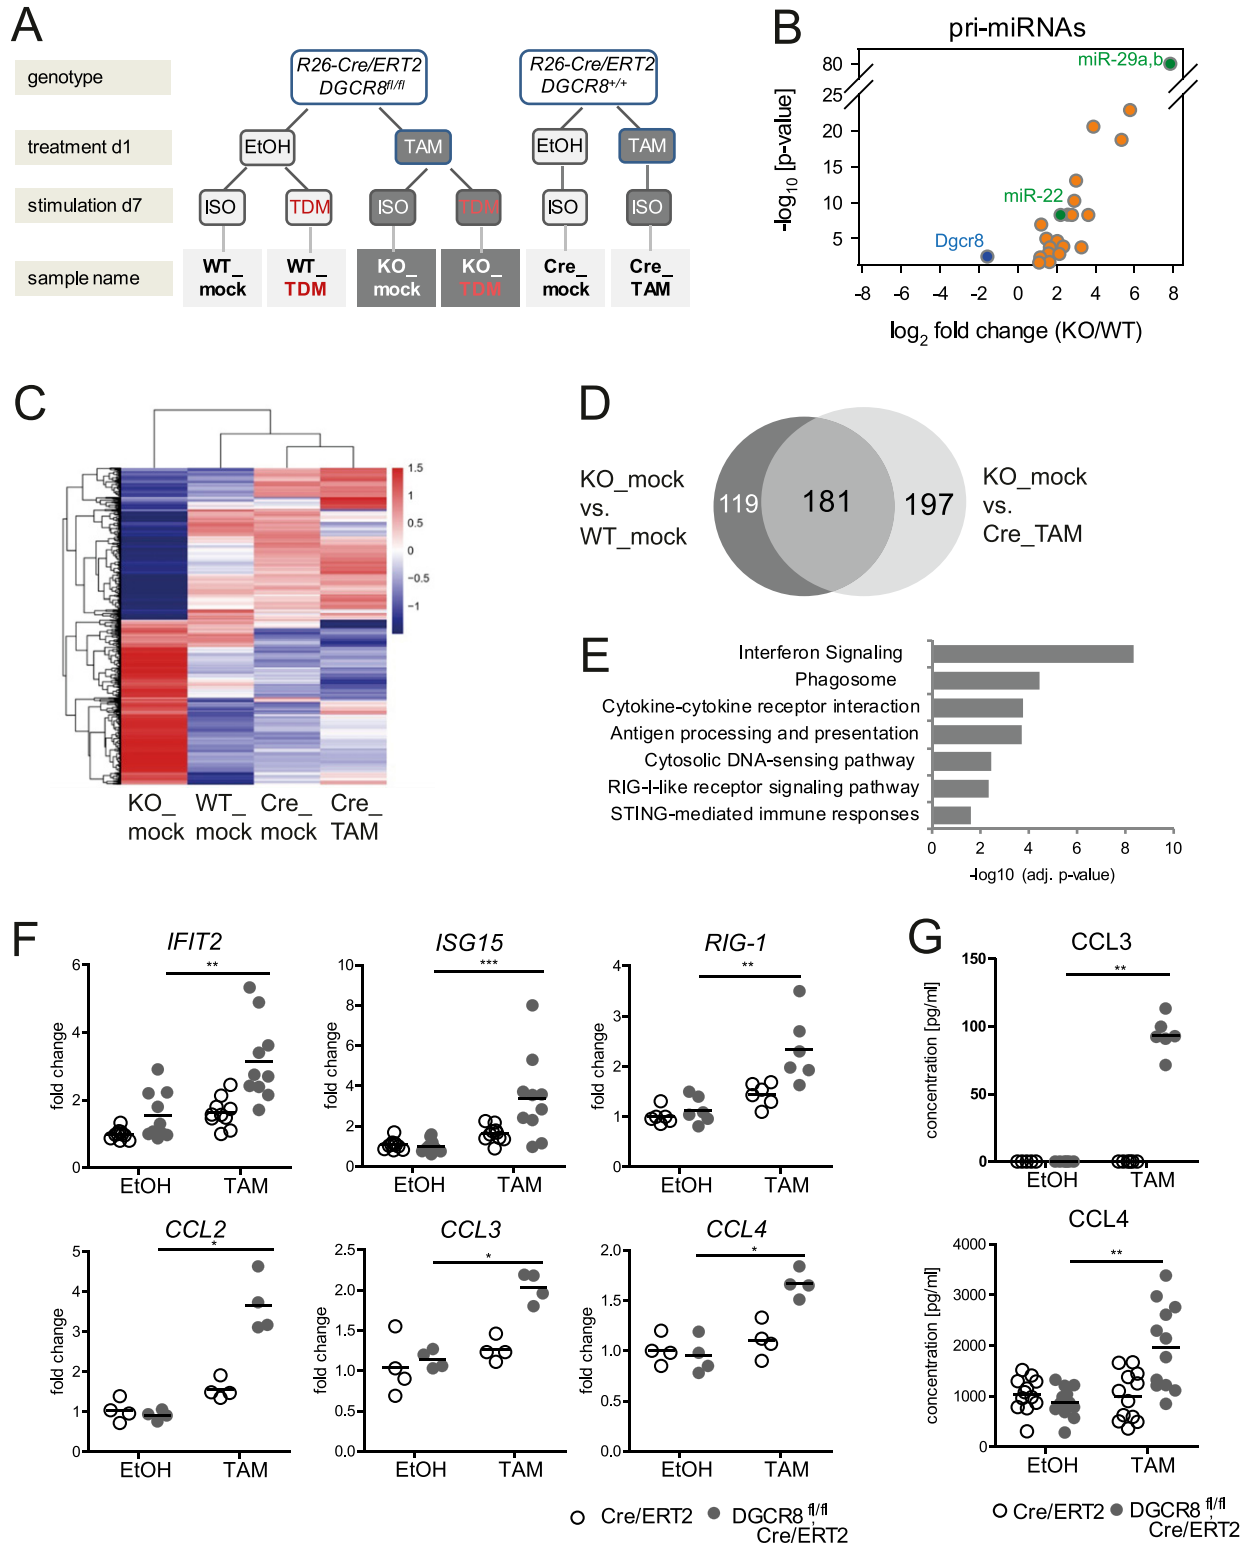 A
genotype
R26-Cre/ERT2
DGCR8fl/fl
R26-Cre/ERT2
DGCR8+/+
treatment d1
EtOH
TAM
EtOH
TAM
stimulation d7
ISO
TDM
ISO
TDM
ISO
ISO
sample name
WT_
mock
WT_
TDM
KO_
mock
KO_
TDM
Cre_
mock
Cre_
TAM
B
pri-miRNAs
miR-29a,b
miR-22
Dgcr8
-log10 [p-value]
80
25
20
15
10
5
-8 -6 -4 -2 0 2 4 6 8
log2 fold change (KO/WT)
C
1.5
1
0.5
0
−0.5
−1
KO_
mock
WT_
mock
Cre_
mock
Cre_
TAM
D
KO_mock
vs.
WT_mock
119
181
197
KO_mock
vs.
Cre_TAM
E
Interferon Signaling
Phagosome
Cytokine-cytokine receptor interaction
Antigen processing and presentation
Cytosolic DNA-sensing pathway
RIG-I-like receptor signaling pathway
STING-mediated immune responses
0 2 4 6 8 10
-log10 (adj. p-value)
F
IFIT2
**
fold change
6
4
2
0
EtOH TAM
ISG15
***
fold change
10
8
6
4
2
0
EtOH TAM
RIG-1
**
fold change
4
3
2
1
0
EtOH TAM
CCL2
*
fold change
5
4
3
2
1
0
EtOH TAM
CCL3
*
fold change
2.5
2.0
1.5
1.0
0.5
0.0
EtOH TAM
CCL4
*
fold change
2.0
1.5
1.0
0.5
0.0
EtOH TAM
Cre/ERT2
DGCR8fl/fl;
Cre/ERT2
G
CCL3
**
concentration [pg/ml]
150
100
50
0
EtOH TAM
CCL4
**
concentration [pg/ml]
4000
3000
2000
1000
0
EtOH TAM
Cre/ERT2
DGCR8fl/fl;
Cre/ERT2